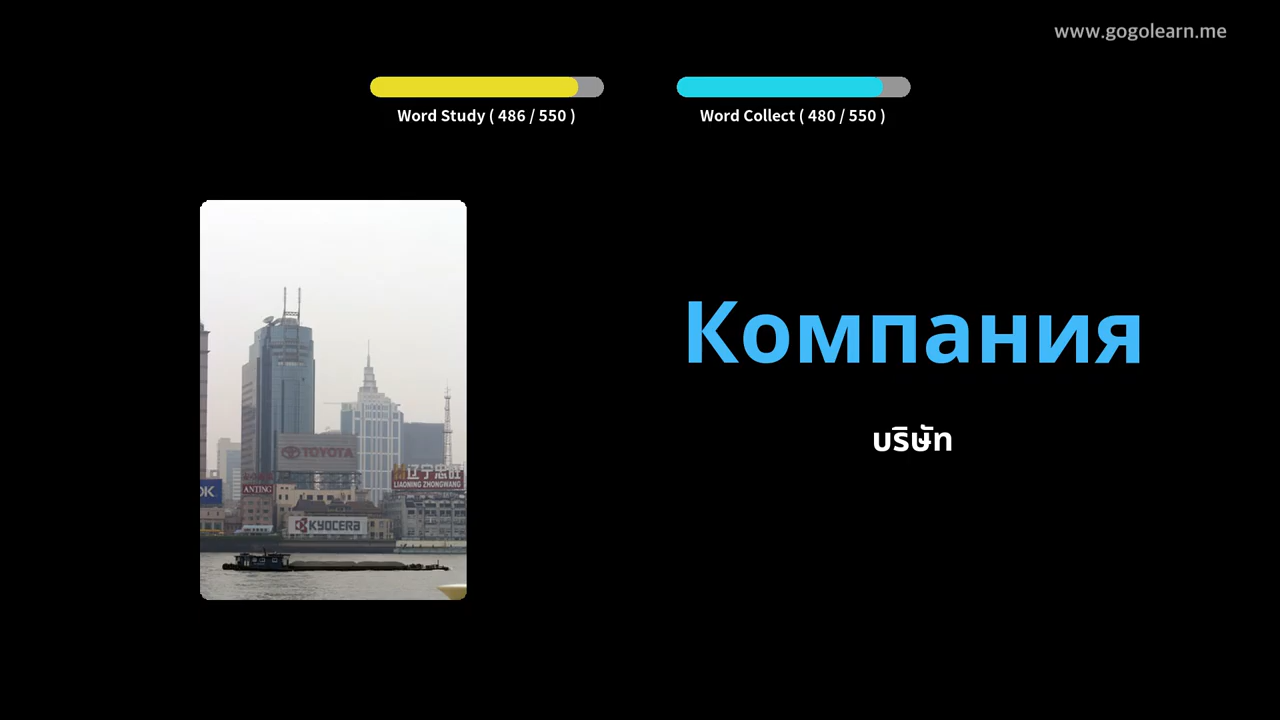 www.gogolearn.me
Word Study ( 486 / 550 )
Word Collect ( 480 / 550 )
Компания
บริษัท
TOYOTA
辽宁忠旺
LIAONING ZHONGWANG
OK
ANTING
KYOCERA